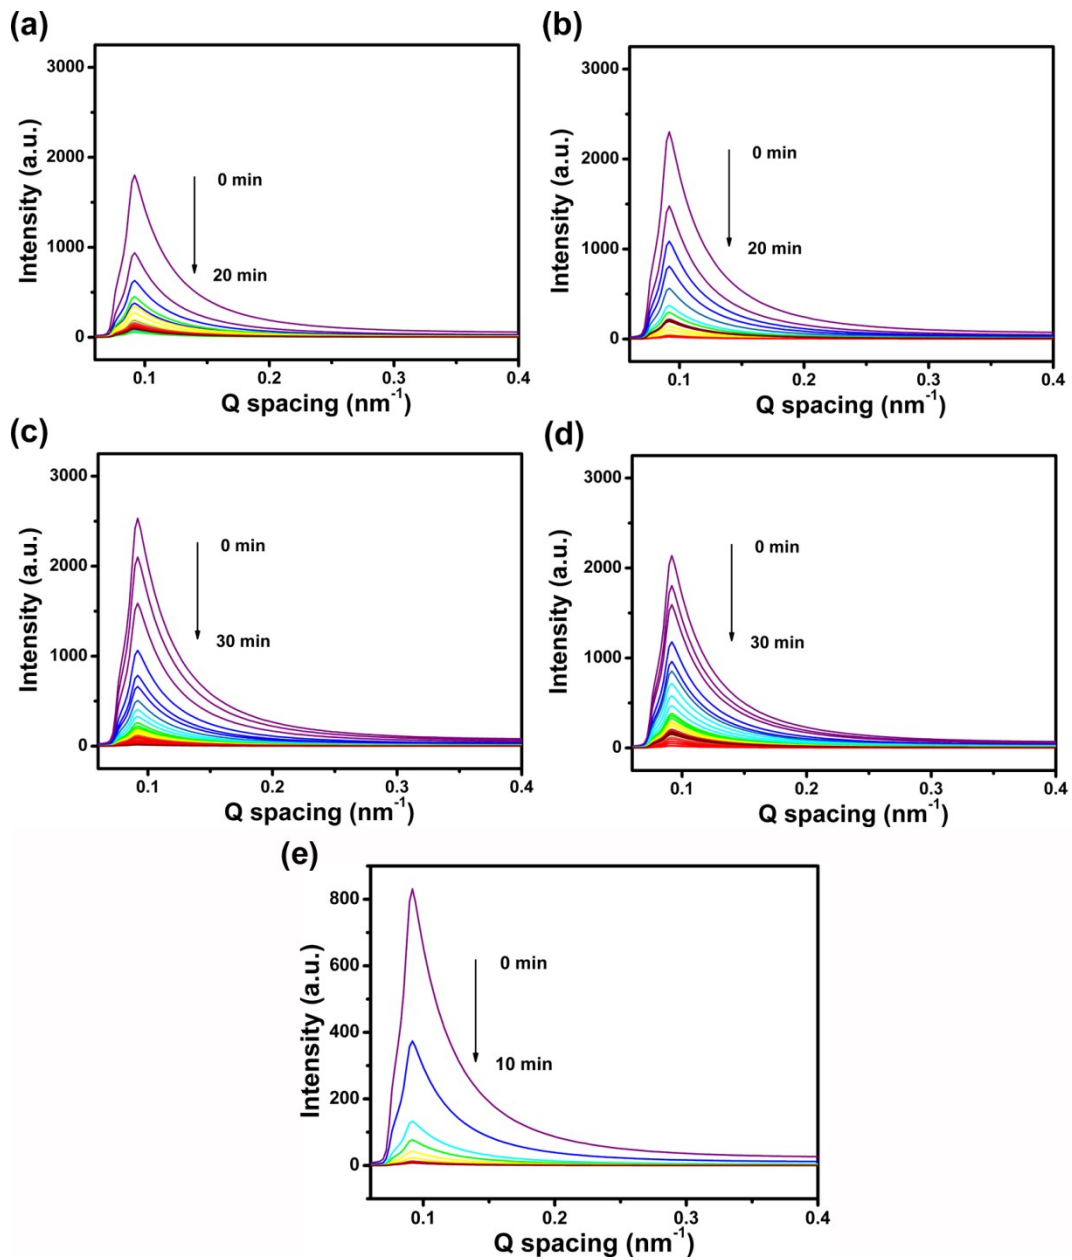 (a)
3000
2000
1000
0
Intensity (a.u.)
0 min
20 min
0.1 0.2 0.3 0.4
Q spacing (nm⁻¹)
(b)
3000
2000
1000
0
Intensity (a.u.)
0 min
20 min
0.1 0.2 0.3 0.4
Q spacing (nm⁻¹)
(c)
3000
2000
1000
0
Intensity (a.u.)
0 min
30 min
0.1 0.2 0.3 0.4
Q spacing (nm⁻¹)
(d)
3000
2000
1000
0
Intensity (a.u.)
0 min
30 min
0.1 0.2 0.3 0.4
Q spacing (nm⁻¹)
(e)
800
600
400
200
0
Intensity (a.u.)
0 min
10 min
0.1 0.2 0.3 0.4
Q spacing (nm⁻¹)